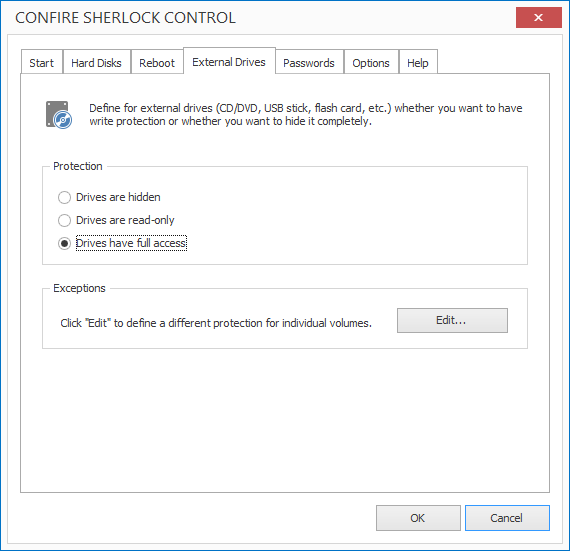 CONFIRE SHERLOCK CONTROL
Start
Hard Disks
Reboot
External Drives
Passwords
Options
Help
Define for external drives (CD/DVD, USB stick, flash card, etc.) whether you want to have
write protection or whether you want to hide it completely.
Protection
Drives are hidden
Drives are read-only
Drives have full access
Exceptions
Click "Edit" to define a different protection for individual volumes.
Edit...
OK
Cancel